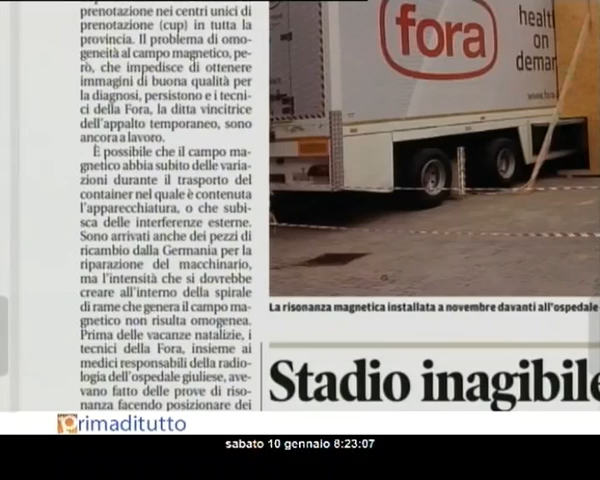 prenotazione nei centri unici di
prenotazione (cup) in tutta la
provincia. Il problema di omo-
geneità al campo magnetico, pe-
rò, che impedisce di ottenere
immagini di buona qualità per
la diagnosi, persistono e i tecni-
ci della Fora, la ditta vincitrice
dell'appalto temporaneo, sono
ancora a lavoro.
È possibile che il campo ma-
gnetico abbia subito delle varia-
zioni durante il trasporto del
container nel quale è contenuta
l'apparecchiatura, o che subi-
sca delle interferenze esterne.
Sono arrivati anche dei pezzi di
ricambio dalla Germania per la
riparazione del macchinario,
ma l'intensità che si dovrebbe
creare all'interno della spirale
di rame che genera il campo ma-
gnetico non risulta omogenea.
Prima delle vacanze natalizie, i
tecnici della Fora, insieme ai
medici responsabili della radio-
logia dell'ospedale giuliese, ave-
vano fatto delle prove di riso-
nanza facendo posizionare dei
fora
healt
on
deman
www.fora
La risonanza magnetica installata a novembre davanti all'ospedale
Stadio inagibile
primaditutto
sabato 10 gennaio 8:23:07